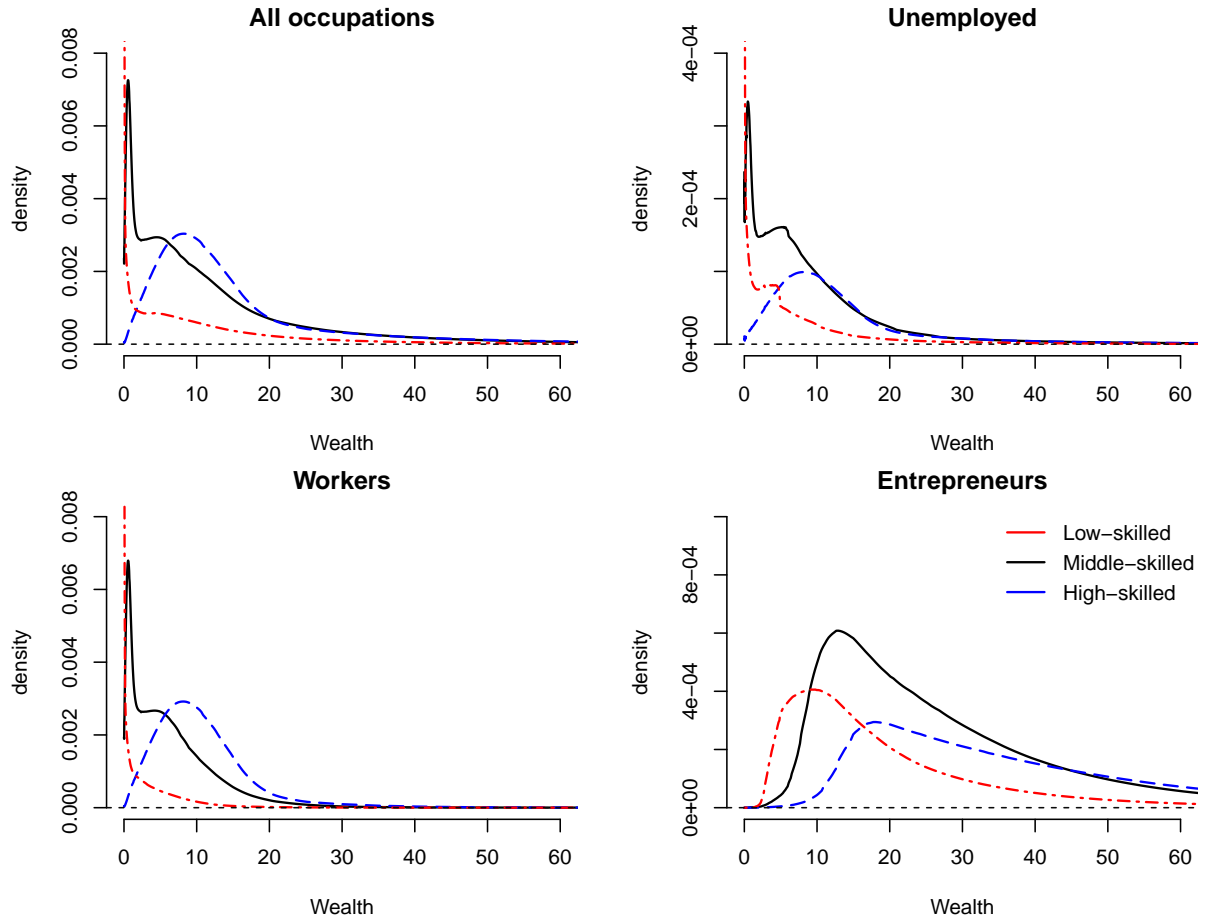 All occupations
0.008
0.006
0.004
0.002
0.000
density
0 10 20 30 40 50 60
Wealth
Unemployed
4e−04
2e−04
0e+00
density
0 10 20 30 40 50 60
Wealth
Workers
0.008
0.006
0.004
0.002
0.000
density
0 10 20 30 40 50 60
Wealth
Entrepreneurs
Low−skilled
Middle−skilled
High−skilled
8e−04
4e−04
0e+00
density
0 10 20 30 40 50 60
Wealth